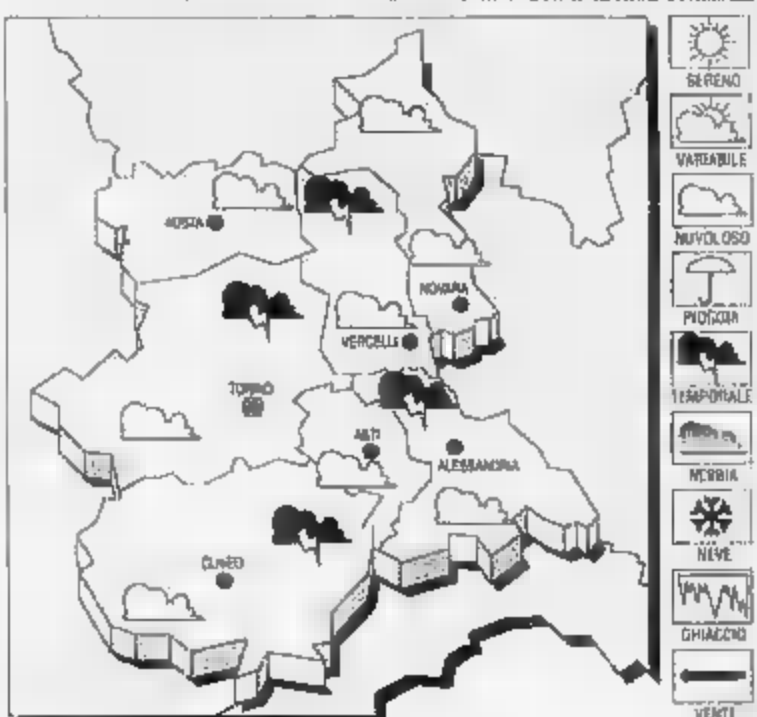 AOSTA
NOVARA
VERCELLI
TORINO
ASTI
ALESSANDRIA
CUNEO
SERENO
VARIABILE
NUVOLOSO
PIOGGIA
TEMPORALE
NEBBIA
NEVE
GHIACCIO
VENTI